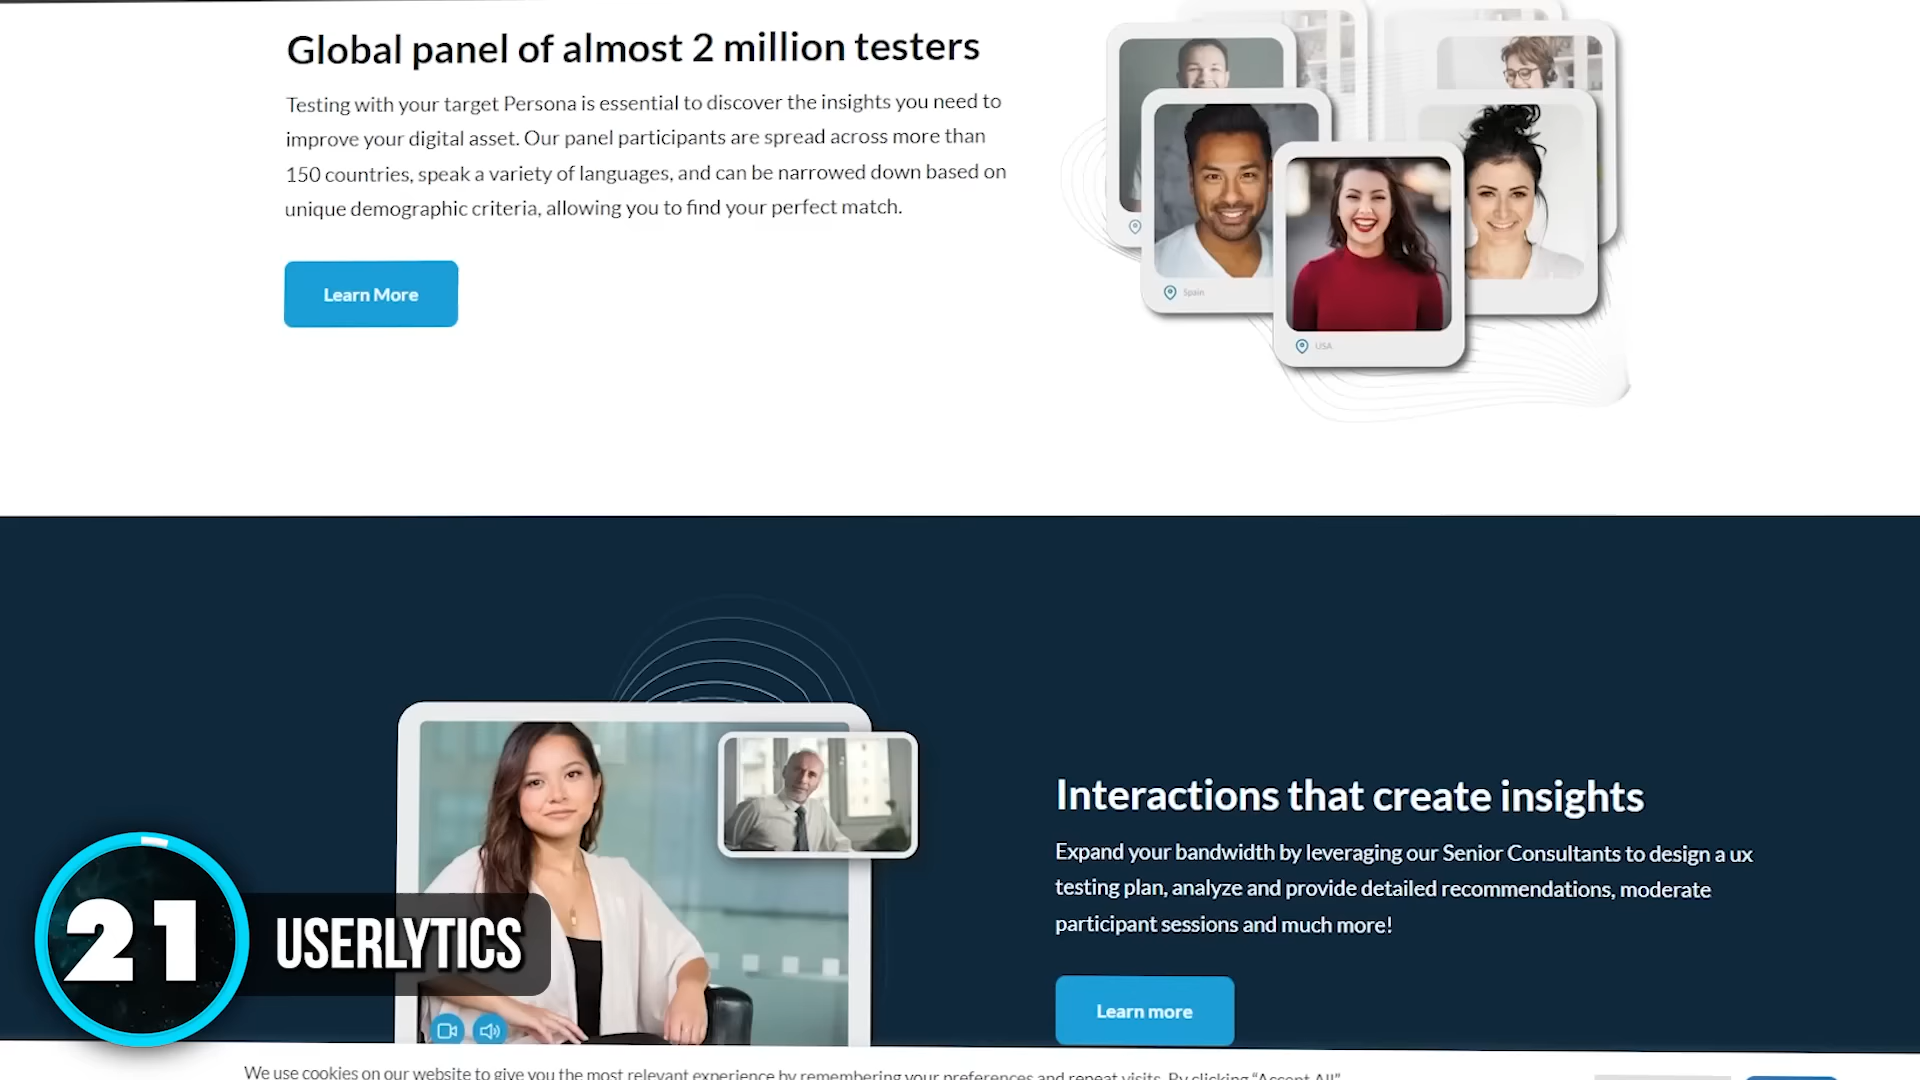 Global panel of almost 2 million testers
Testing with your target Persona is essential to discover the insights you need to
improve your digital asset. Our panel participants are spread across more than
150 countries, speak a variety of languages, and can be narrowed down based on
unique demographic criteria, allowing you to find your perfect match.
Learn More
Spain
USA
Interactions that create insights
Expand your bandwidth by leveraging our Senior Consultants to design a ux
testing plan, analyze and provide detailed recommendations, moderate
participant sessions and much more!
Learn more
21
USERLYTICS
We use cookies on our website to give you the most relevant experience by remembering your preferences and repeat visits. By clicking “Accept All”